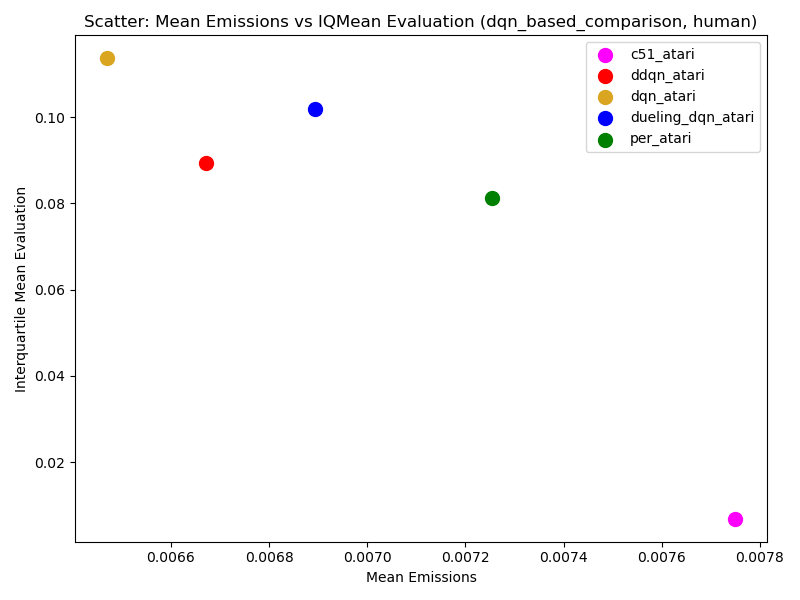 Scatter: Mean Emissions vs IQMean Evaluation (dqn_based_comparison, human)
c51_atari
ddqn_atari
dqn_atari
dueling_dqn_atari
per_atari
Interquartile Mean Evaluation
0.10
0.08
0.06
0.04
0.02
0.0066 0.0068 0.0070 0.0072 0.0074 0.0076 0.0078
Mean Emissions